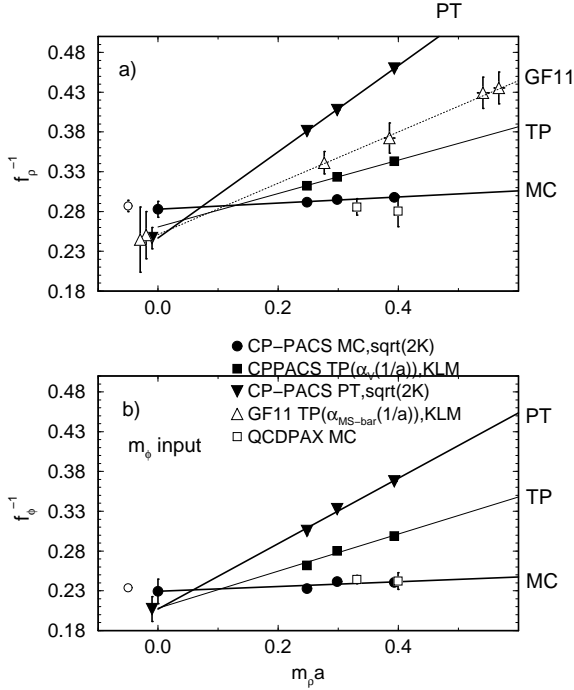 PT
0.48
a)
GF11
0.43
0.38
TP
f_ρ^−1
0.33
MC
0.28
0.23
0.18
0.0 0.2 0.4
CP−PACS MC,sqrt(2K)
CPPACS TP(α_V(1/a)),KLM
CP−PACS PT,sqrt(2K)
GF11 TP(α_MS−bar(1/a)),KLM
QCDPAX MC
0.48
b)
PT
m_ϕ input
0.43
0.38
TP
f_ϕ^−1
0.33
0.28
MC
0.23
0.18
0.0 0.2 0.4
m_ρa